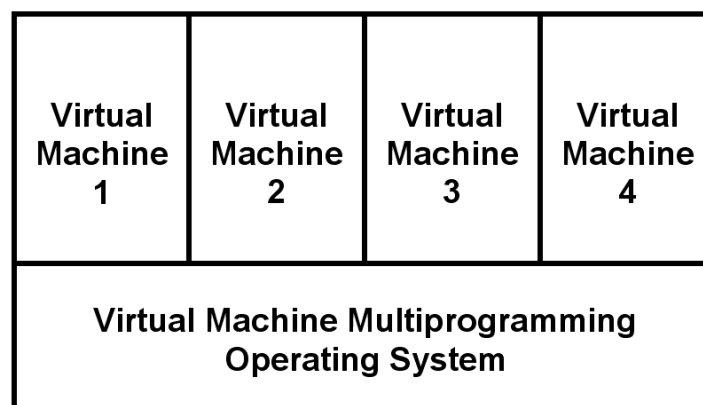 Virtual
Machine
1
Virtual
Machine
2
Virtual
Machine
3
Virtual
Machine
4
Virtual Machine Multiprogramming
Operating System